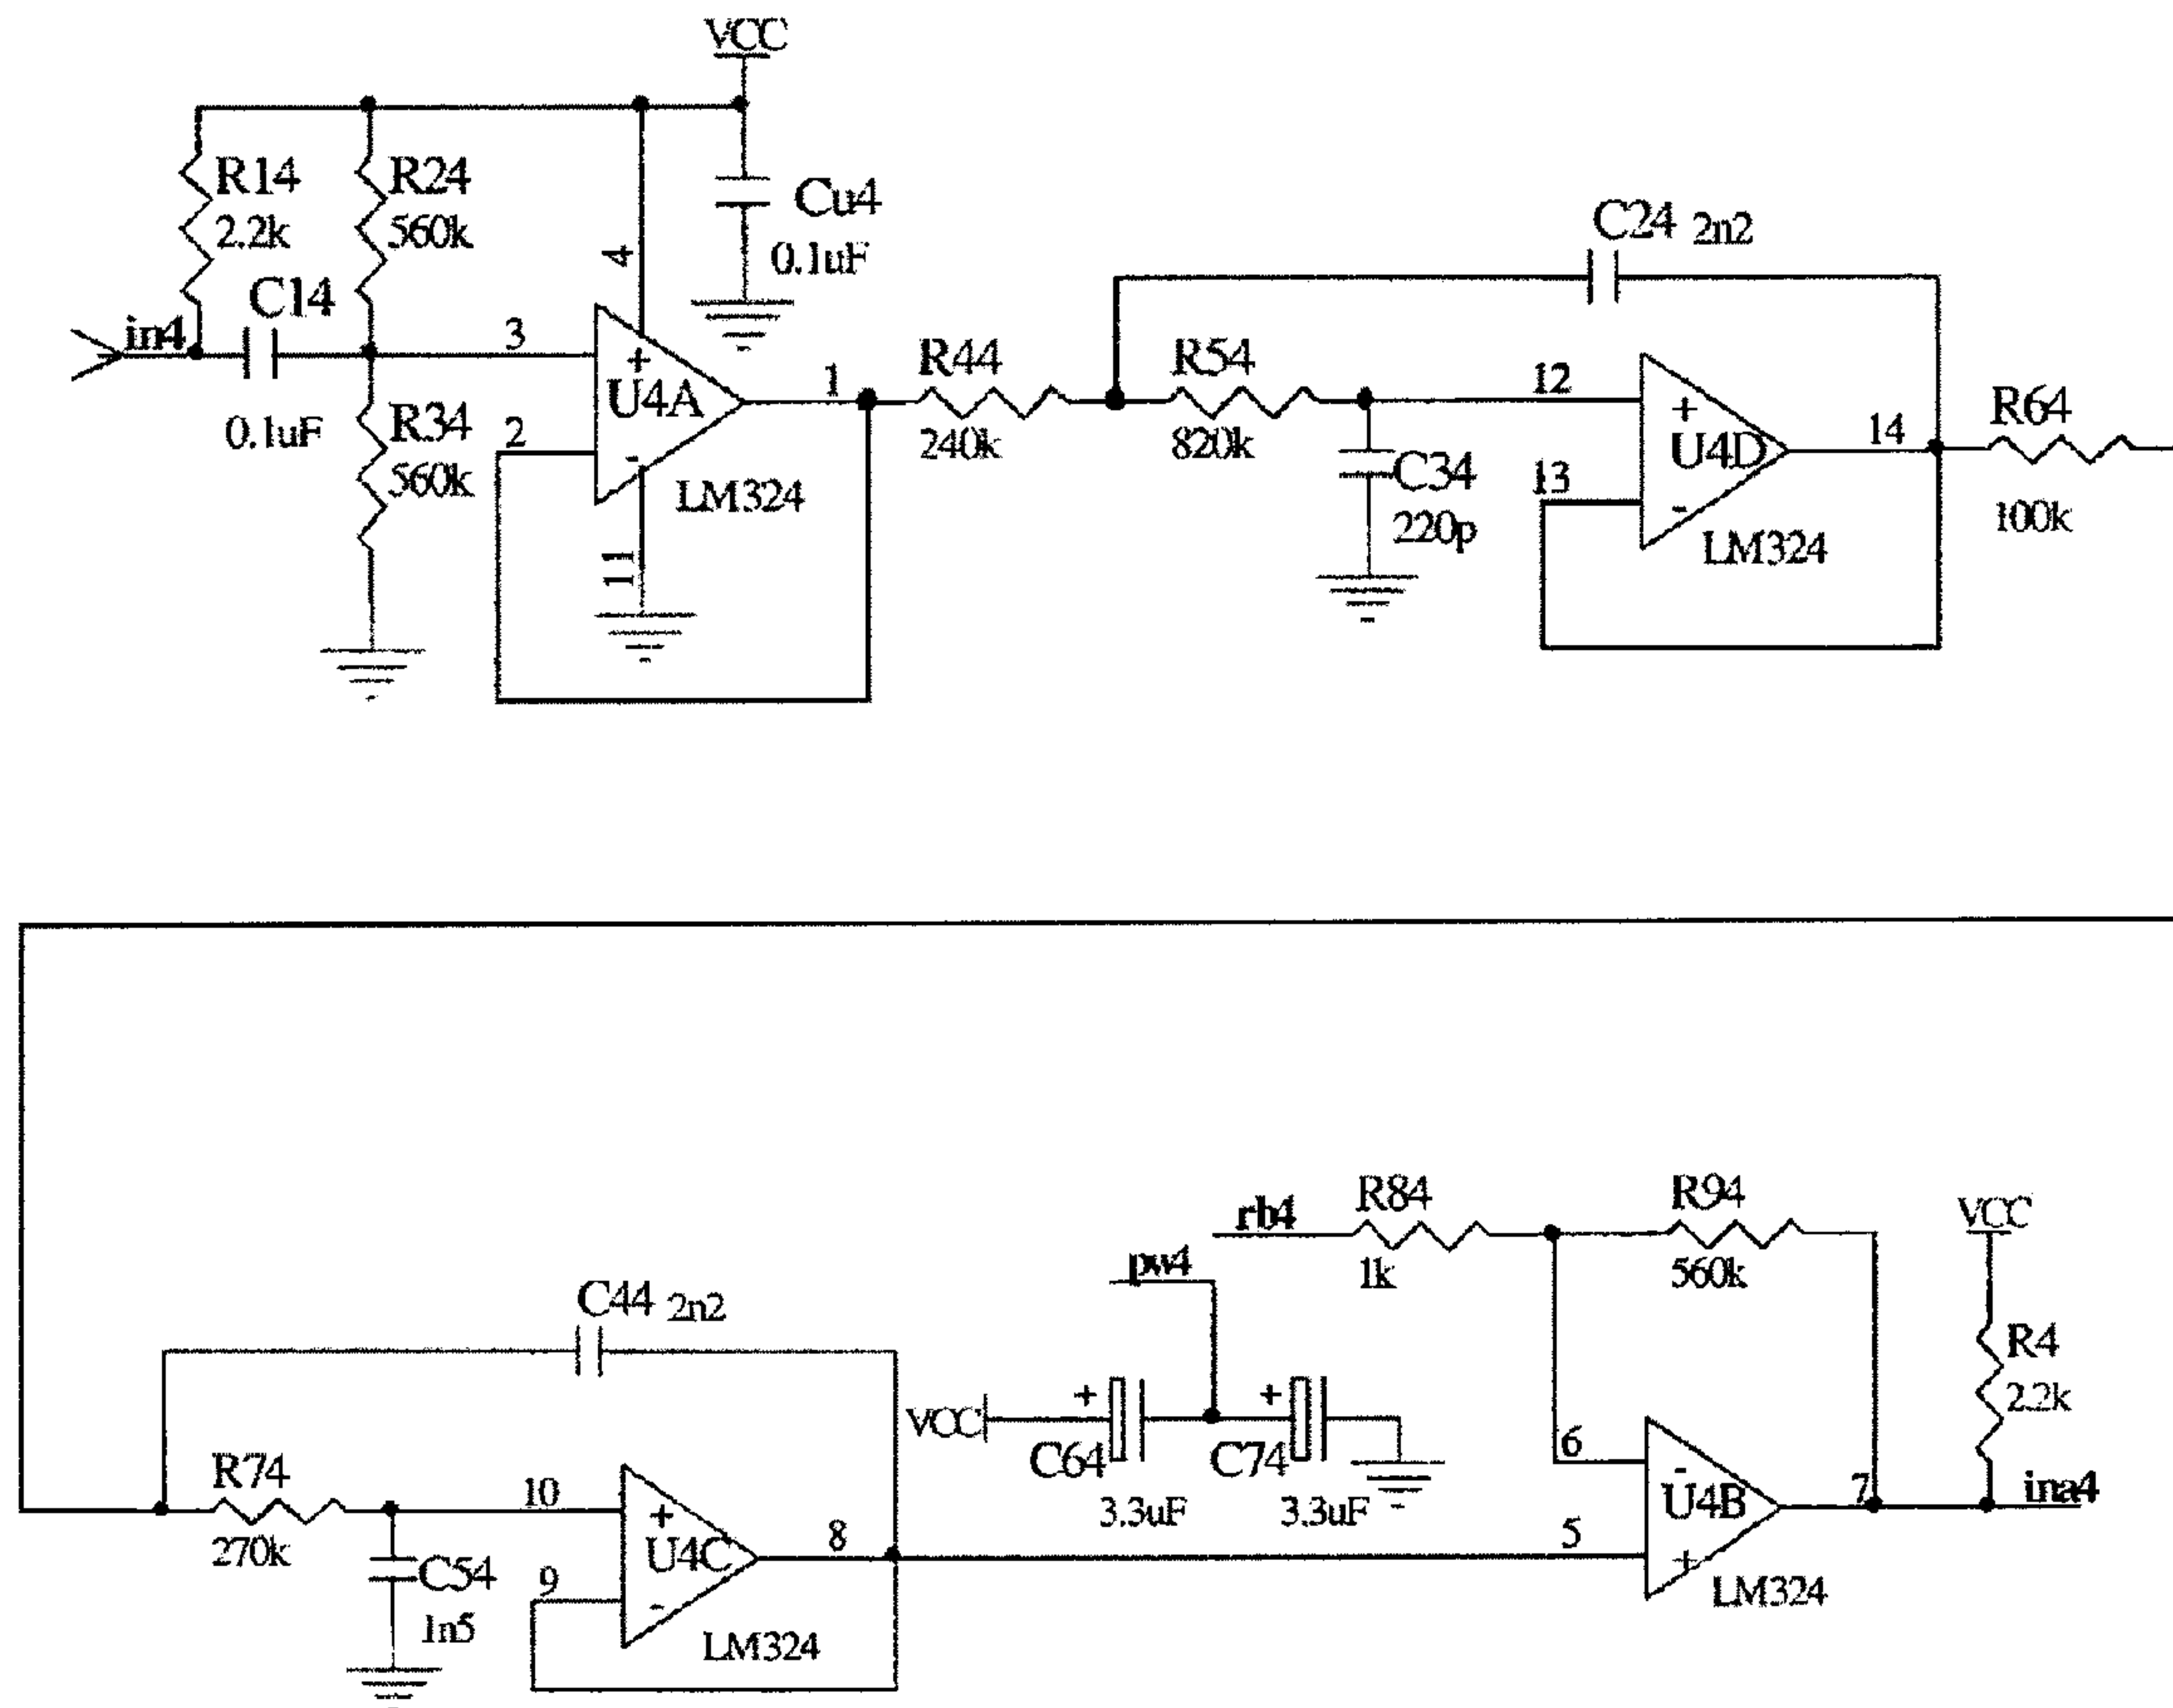 VCC
R14
2.2k
R24
560k
Cu4
0.1uF
4
in4
C14
0.1uF
3
+
U4A
-
2
1
LM324
11
R34
560k
R44
240k
R54
820k
C24 2n2
C34
220p
12
+
U4D
-
13
14
LM324
R64
100k
rb4
R84
1k
R94
560k
VCC
pw4
C44 2n2
R4
2.2k
VCC
+
C64
3.3uF
+
C74
3.3uF
R74
270k
10
+
U4C
-
9
8
LM324
C54
1n5
6
-
U4B
+
5
7
ina4
LM324